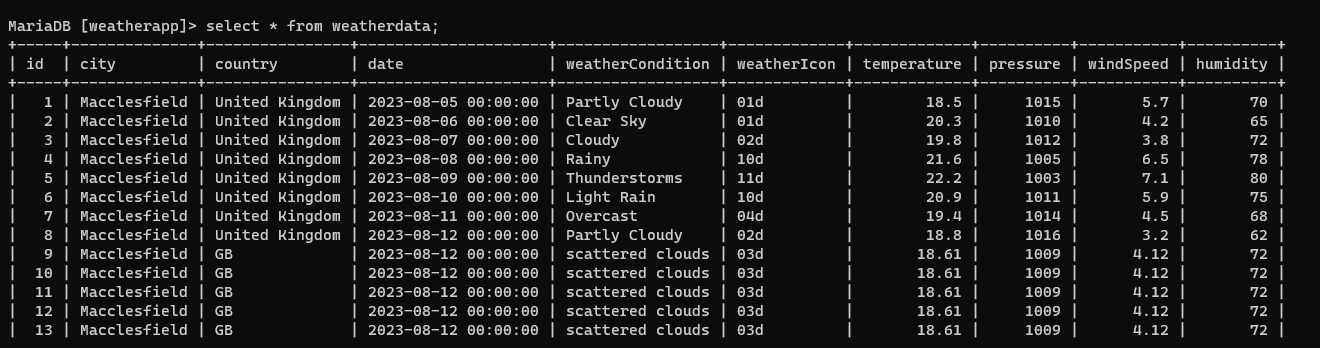 MariaDB [weatherapp]> select * from weatherdata;
+-----+--------------+----------------+---------------------+------------------+-------------+-------------+----------+-----------+----------+
| id  | city         | country        | date                | weatherCondition | weatherIcon | temperature | pressure | windSpeed | humidity |
+-----+--------------+----------------+---------------------+------------------+-------------+-------------+----------+-----------+----------+
|   1 | Macclesfield | United Kingdom | 2023-08-05 00:00:00 | Partly Cloudy    | 01d         |        18.5 |     1015 |       5.7 |       70 |
|   2 | Macclesfield | United Kingdom | 2023-08-06 00:00:00 | Clear Sky        | 01d         |        20.3 |     1010 |       4.2 |       65 |
|   3 | Macclesfield | United Kingdom | 2023-08-07 00:00:00 | Cloudy           | 02d         |        19.8 |     1012 |       3.8 |       72 |
|   4 | Macclesfield | United Kingdom | 2023-08-08 00:00:00 | Rainy            | 10d         |        21.6 |     1005 |       6.5 |       78 |
|   5 | Macclesfield | United Kingdom | 2023-08-09 00:00:00 | Thunderstorms    | 11d         |        22.2 |     1003 |       7.1 |       80 |
|   6 | Macclesfield | United Kingdom | 2023-08-10 00:00:00 | Light Rain       | 10d         |        20.9 |     1011 |       5.9 |       75 |
|   7 | Macclesfield | United Kingdom | 2023-08-11 00:00:00 | Overcast         | 04d         |        19.4 |     1014 |       4.5 |       68 |
|   8 | Macclesfield | United Kingdom | 2023-08-12 00:00:00 | Partly Cloudy    | 02d         |        18.8 |     1016 |       3.2 |       62 |
|   9 | Macclesfield | GB             | 2023-08-12 00:00:00 | scattered clouds | 03d         |       18.61 |     1009 |      4.12 |       72 |
|  10 | Macclesfield | GB             | 2023-08-12 00:00:00 | scattered clouds | 03d         |       18.61 |     1009 |      4.12 |       72 |
|  11 | Macclesfield | GB             | 2023-08-12 00:00:00 | scattered clouds | 03d         |       18.61 |     1009 |      4.12 |       72 |
|  12 | Macclesfield | GB             | 2023-08-12 00:00:00 | scattered clouds | 03d         |       18.61 |     1009 |      4.12 |       72 |
|  13 | Macclesfield | GB             | 2023-08-12 00:00:00 | scattered clouds | 03d         |       18.61 |     1009 |      4.12 |       72 |